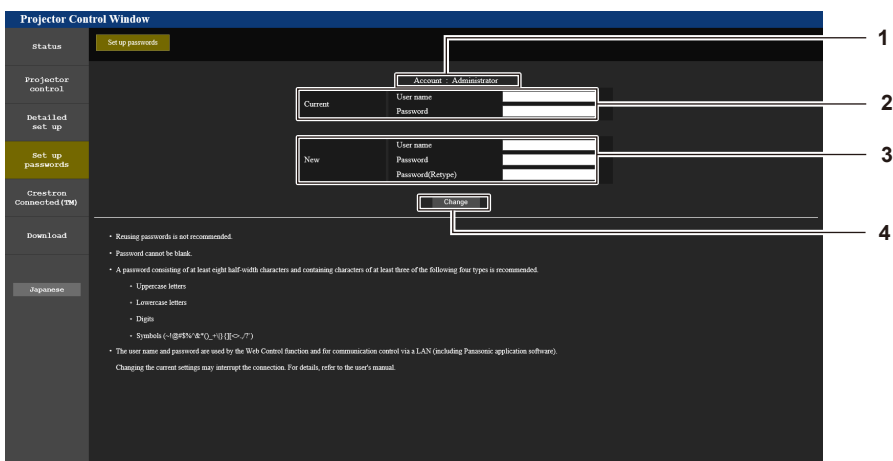 Projector Control Window
Status
Set up passwords
1
Projector
control
Account : Administrator
Current
User name
Password
2
Detailed
set up
Set up
passwords
New
User name
Password
Password(Retype)
3
Crestron
Connected(TM)
Change
4
Download
• Reusing passwords is not recommended.
• Password cannot be blank.
• A password consisting of at least eight half-width characters and containing characters of at least three of the following four types is recommended.
• Uppercase letters
• Lowercase letters
• Digits
• Symbols (~!@#$%^&*()_+\|}{][<>./?`)
Japanese
• The user name and password are used by the Web Control function and for communication control via a LAN (including Panasonic application software).
Changing the current settings may interrupt the connection. For details, refer to the user's manual.